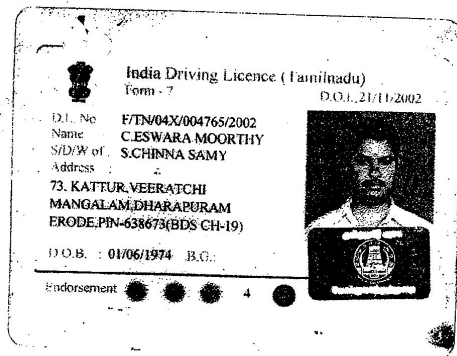 India Driving Licence (Tamilnadu)
Form - 7
D.O.I. 21/11/2002
D.L. No F/TN/04X/004765/2002
Name C.ESWARA MOORTHY
S/D/W of : S.CHINNA SAMY
Address :
73. KATTUR,VEERATCHI
MANGALAM,DHARAPURAM
ERODE,PIN-638673(BDS CH-19)
D.O.B. : 01/06/1974 B.G.:
Endorsement 4